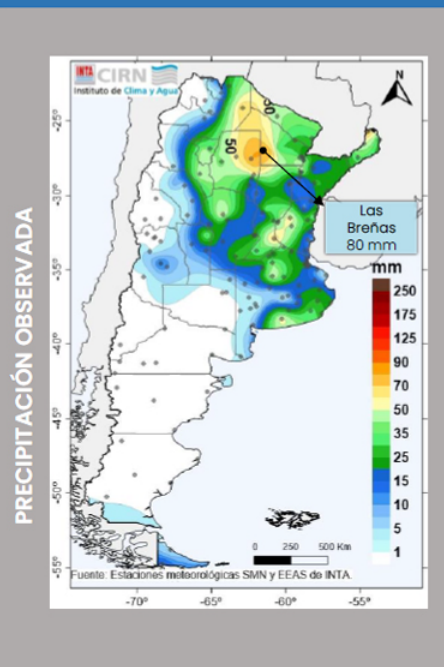 PRECIPITACIÓN OBSERVADA
INTA CIRN
Instituto de Clima y Agua
N
50
50
Las
Breñas
80 mm
mm
250
175
125
90
70
50
35
25
15
10
5
1
-25°
-30°
-35°
-40°
-45°
-50°
-55°
0 250 500 Km
Fuente: Estaciones meteorológicas SMN y EEAS de INTA.
-70° -65° -60° -55°